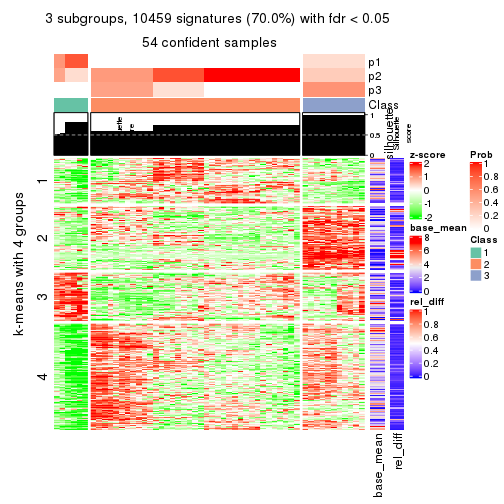 3 subgroups, 10459 signatures (70.0%) with fdr < 0.05
54 confident samples
p1
p2
p3
Class
1
0.5
0
silhouette
silhouette
score
k-means with 4 groups
1
2
3
4
base_mean
rel_diff
z-score
2
1
0
-1
-2
base_mean
8
6
4
2
0
rel_diff
1
0.8
0.6
0.4
0.2
0
Prob
1
0.8
0.6
0.4
0.2
0
Class
1
2
3